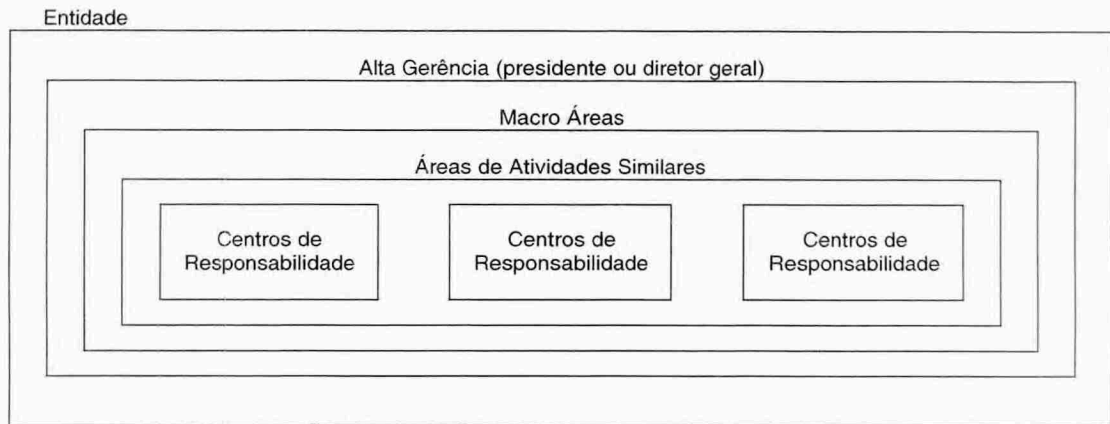 Entidade
Alta Gerência (presidente ou diretor geral)
Macro Áreas
Áreas de Atividades Similares
Centros de
Responsabilidade
Centros de
Responsabilidade
Centros de
Responsabilidade